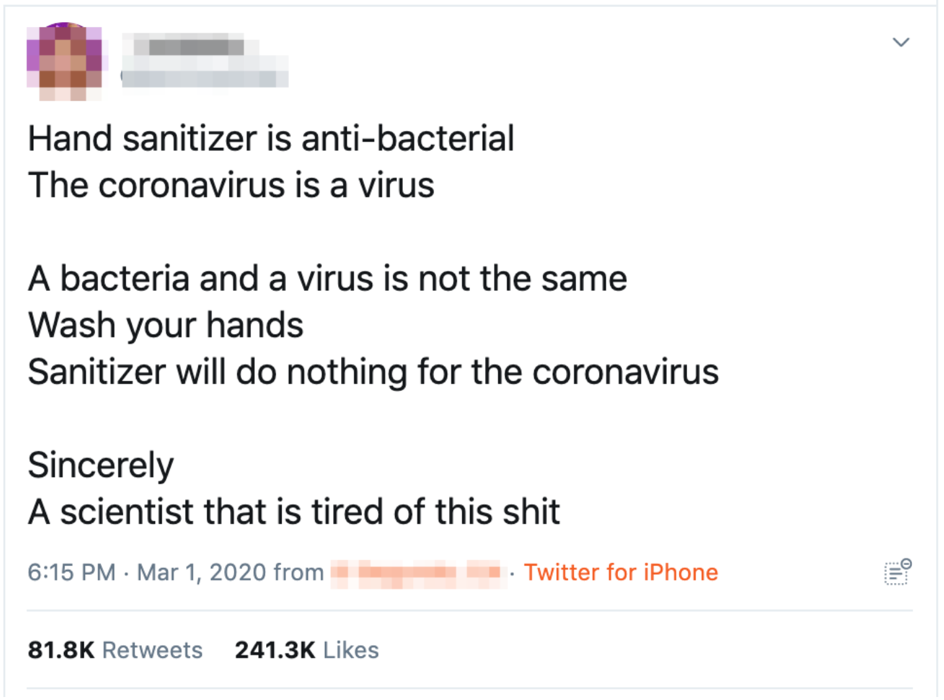 Hand sanitizer is anti-bacterial
The coronavirus is a virus
A bacteria and a virus is not the same
Wash your hands
Sanitizer will do nothing for the coronavirus
Sincerely
A scientist that is tired of this shit
6:15 PM · Mar 1, 2020 from · Twitter for iPhone
81.8K Retweets 241.3K Likes